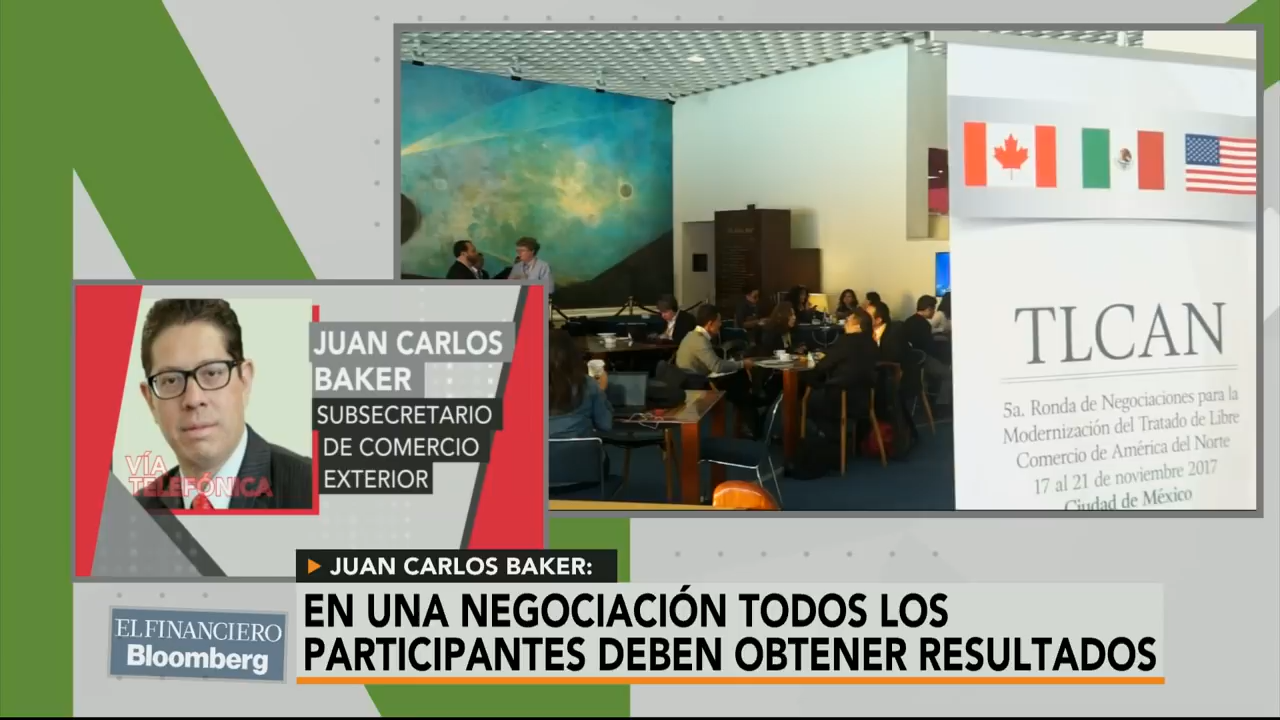 TLCAN
5a. Ronda de Negociaciones para la
Modernización del Tratado de Libre
Comercio de América del Norte
17 al 21 de noviembre 2017
Ciudad de México
JUAN CARLOS
BAKER
SUBSECRETARIO
DE COMERCIO
EXTERIOR
VÍA
TELEFÓNICA
JUAN CARLOS BAKER:
EN UNA NEGOCIACIÓN TODOS LOS
PARTICIPANTES DEBEN OBTENER RESULTADOS
EL FINANCIERO
Bloomberg